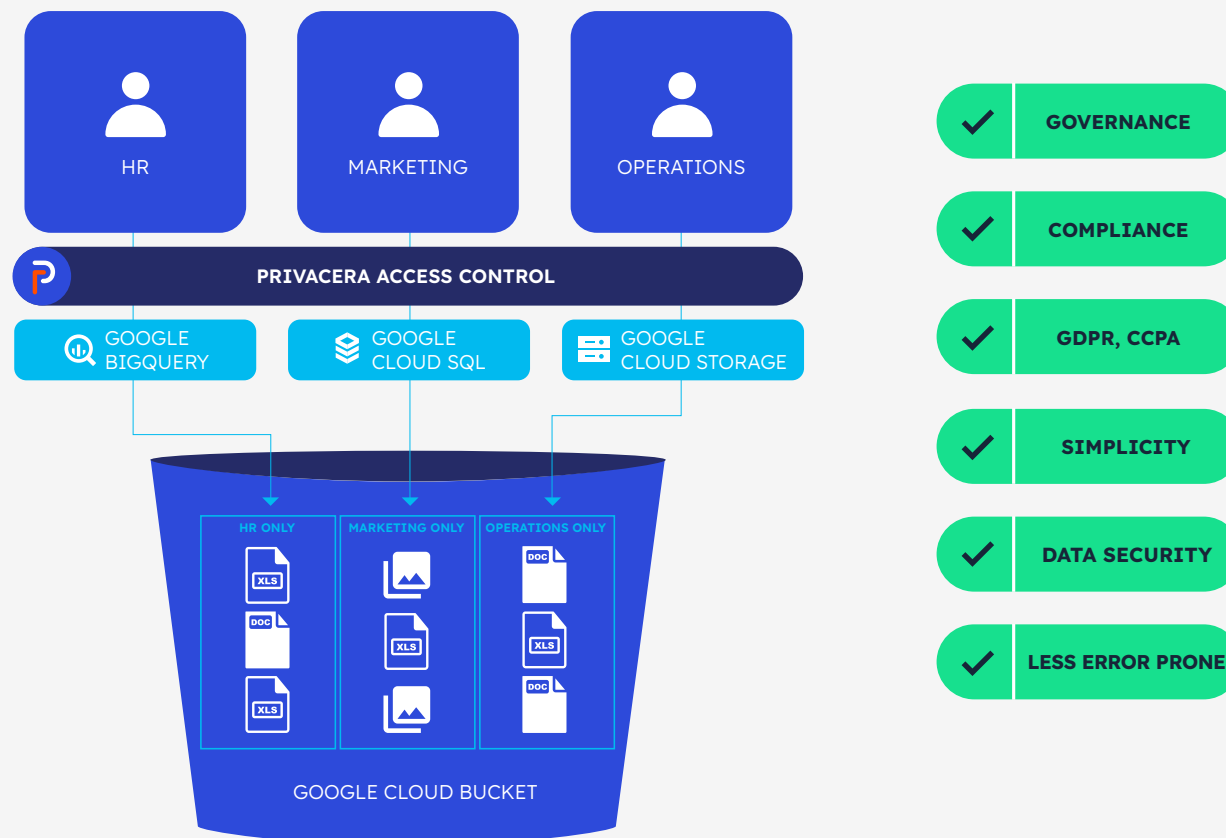 HR
MARKETING
OPERATIONS
PRIVACERA ACCESS CONTROL
GOOGLE
BIGQUERY
GOOGLE
CLOUD SQL
GOOGLE
CLOUD STORAGE
HR ONLY
MARKETING ONLY
OPERATIONS ONLY
XLS
DOC
XLS
XLS
DOC
XLS
DOC
GOOGLE CLOUD BUCKET
GOVERNANCE
COMPLIANCE
GDPR, CCPA
SIMPLICITY
DATA SECURITY
LESS ERROR PRONE